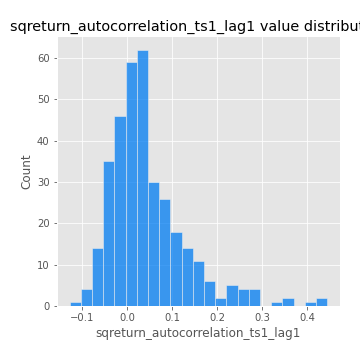 sqreturn_autocorrelation_ts1_lag1 value distribut
60
50
40
30
20
10
0
Count
−0.1 0.0 0.1 0.2 0.3 0.4
sqreturn_autocorrelation_ts1_lag1